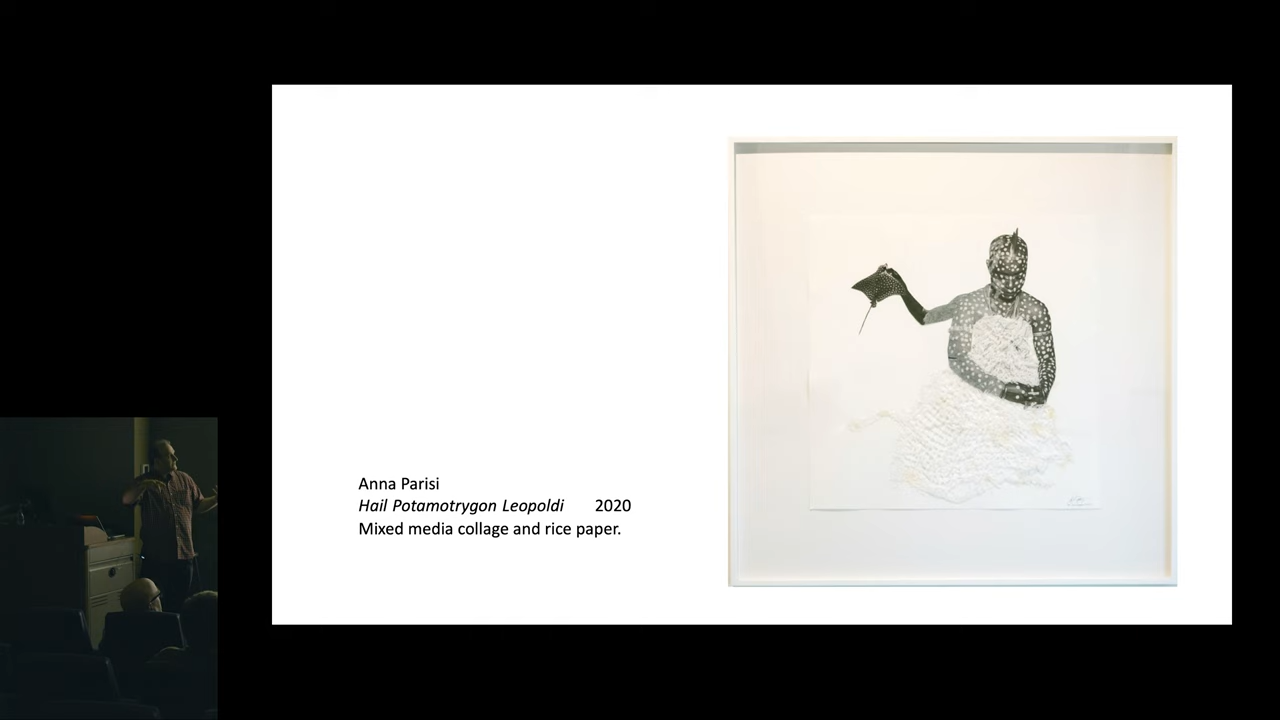 Anna Parisi
Hail Potamotrygon Leopoldi 2020
Mixed media collage and rice paper.